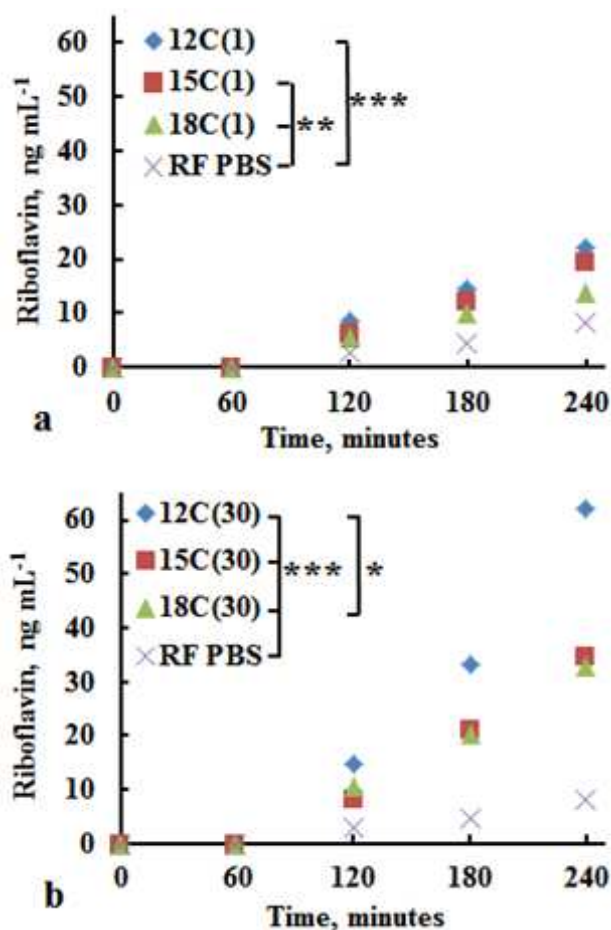 60
50
40
30
20
10
0
Riboflavin, ng mL⁻¹
12C(1)
15C(1)
18C(1)
RF PBS
**
***
0 60 120 180 240
a
Time, minutes
60
50
40
30
20
10
0
Riboflavin, ng mL⁻¹
12C(30)
15C(30)
18C(30)
RF PBS
***
*
0 60 120 180 240
b
Time, minutes